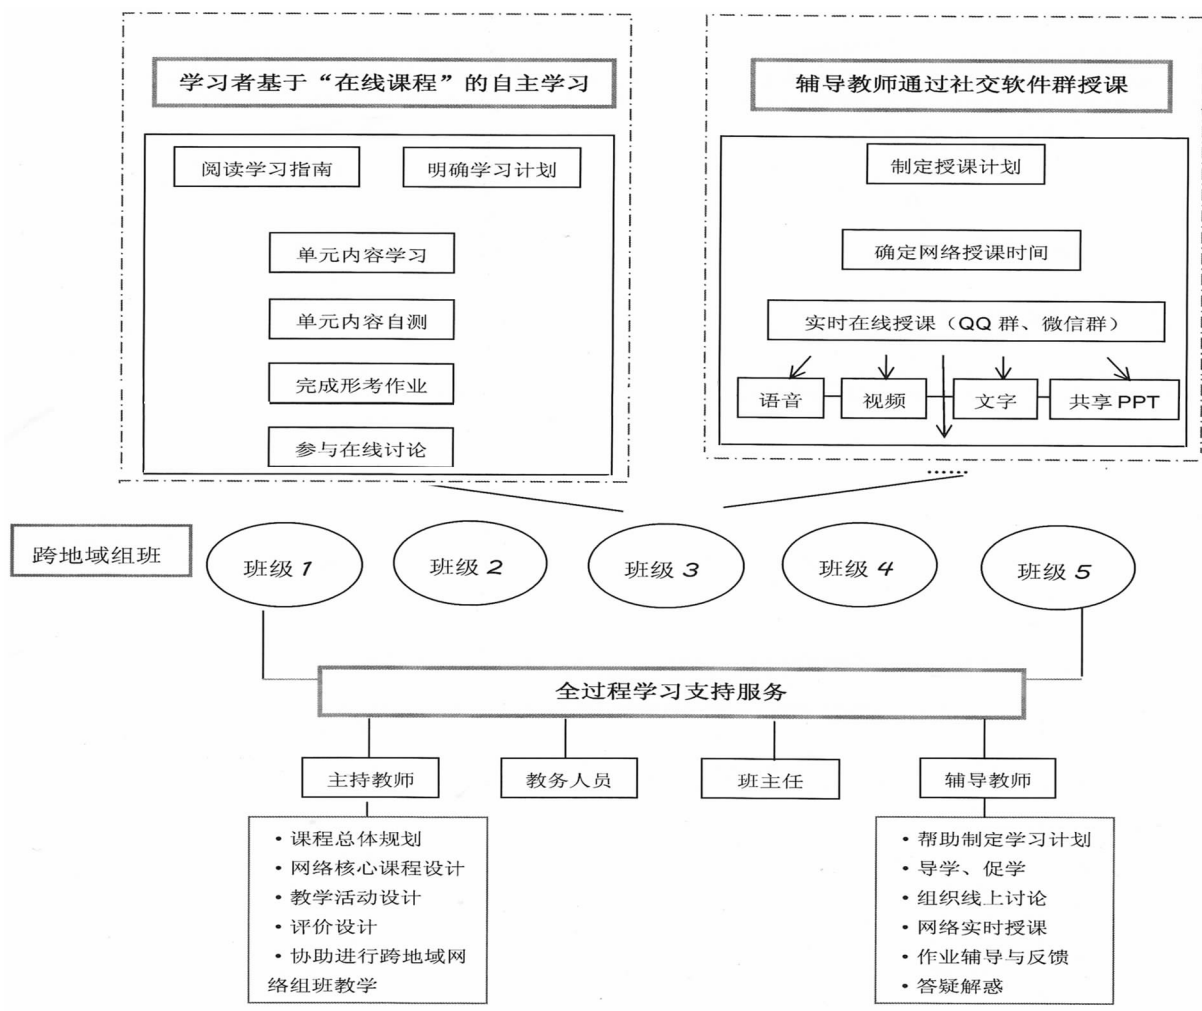 学习者基于“在线课程”的自主学习
阅读学习指南
明确学习计划
单元内容学习
单元内容自测
完成形考作业
参与在线讨论
辅导教师通过社交软件群授课
制定授课计划
确定网络授课时间
实时在线授课（QQ 群、微信群）
语音
视频
文字
共享 PPT
......
跨地域组班
班级 1
班级 2
班级 3
班级 4
班级 5
全过程学习支持服务
主持教师
教务人员
班主任
辅导教师
·课程总体规划
·网络核心课程设计
·教学活动设计
·评价设计
·协助进行跨地域网
络组班教学
·帮助制定学习计划
·导学、促学
·组织线上讨论
·网络实时授课
·作业辅导与反馈
·答疑解惑